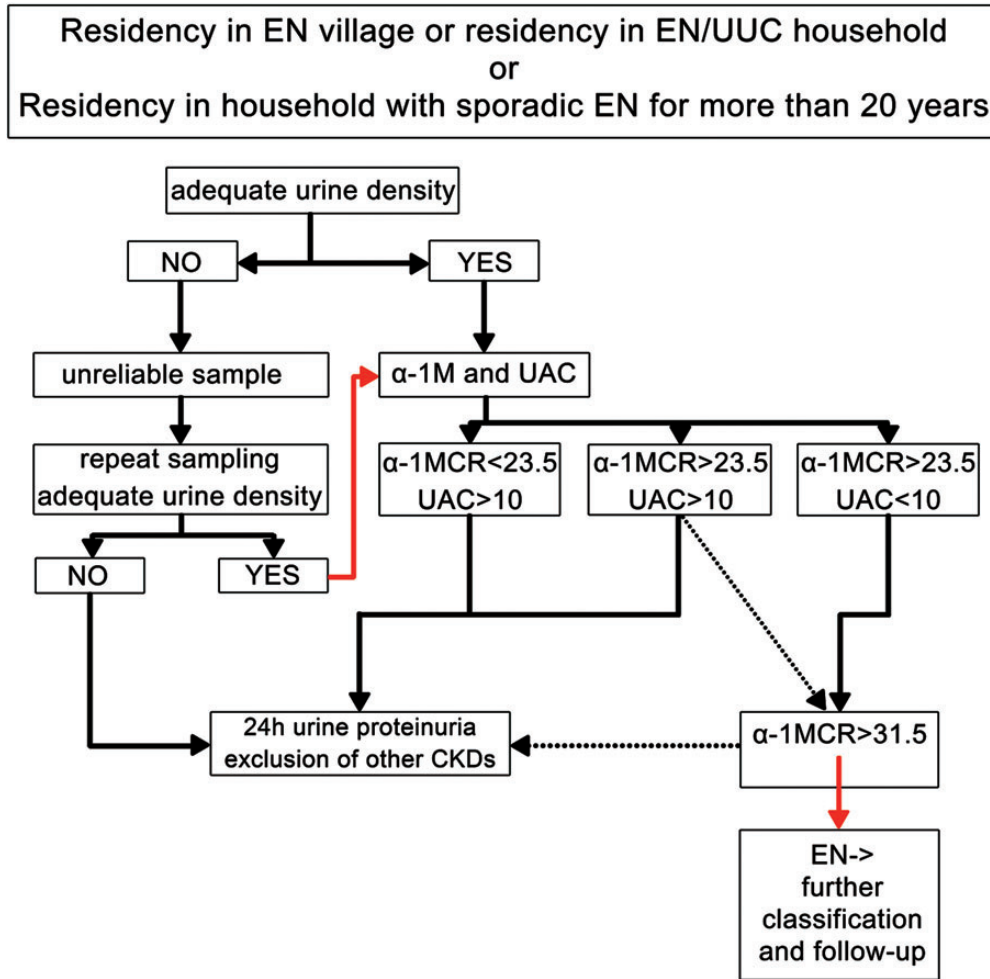 Residency in EN village or residency in EN/UUC household
or
Residency in household with sporadic EN for more than 20 years
adequate urine density
NO
YES
unreliable sample
α-1M and UAC
repeat sampling
adequate urine density
α-1MCR<23.5
UAC>10
α-1MCR>23.5
UAC>10
α-1MCR>23.5
UAC<10
NO
YES
24h urine proteinuria
exclusion of other CKDs
α-1MCR>31.5
EN->
further
classification
and follow-up